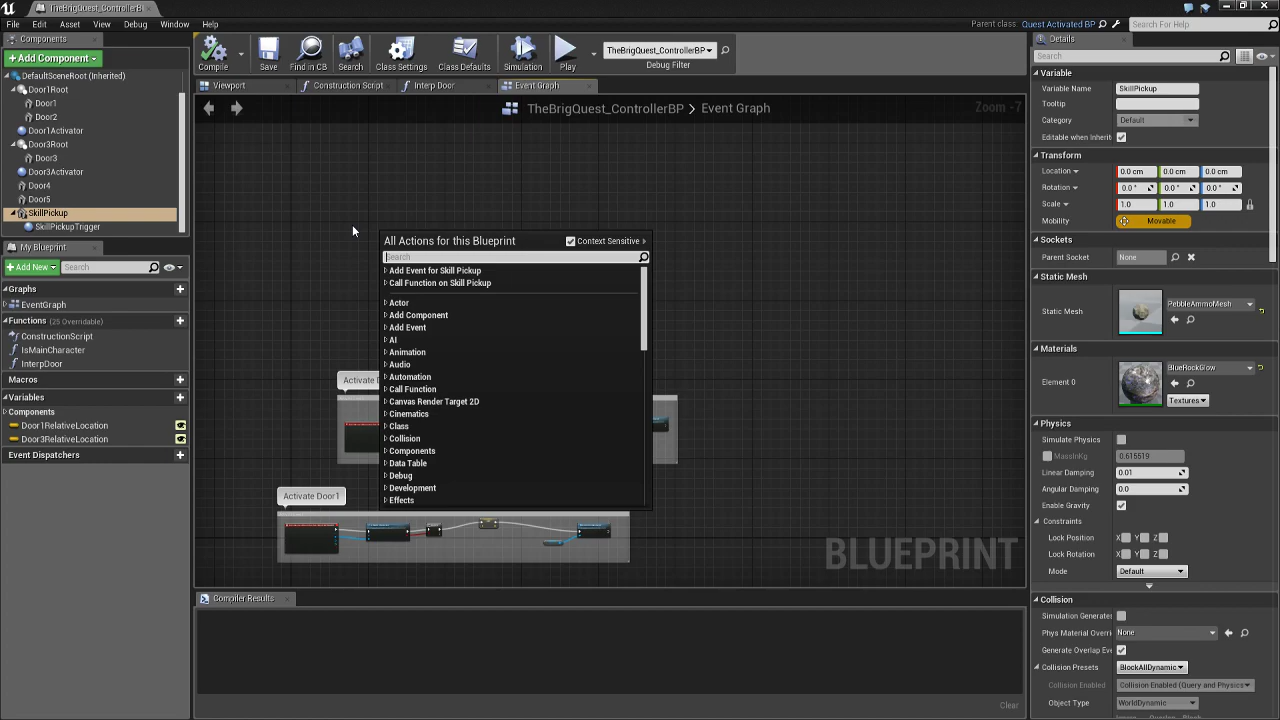 TheBrigQuest_ControllerBP
File Edit Asset View Debug Window Help
Parent class: Quest Activated BP
Search For Help
Components
Add Component
DefaultSceneRoot (Inherited)
Door1Root
Door1
Door2
Door1Activator
Door3Root
Door3
Door3Activator
Door4
Door5
SkillPickup
SkillPickupTrigger
My Blueprint
Add New
Search
Graphs
EventGraph
Functions (25 Overridable)
ConstructionScript
IsMainCharacter
InterpDoor
Macros
Variables
Components
Door1RelativeLocation
Door3RelativeLocation
Event Dispatchers
Compile Save Find in CB Search Class Settings Class Defaults Simulation Play
TheBrigQuest_ControllerBP
Debug Filter
Viewport Construction Script Interp Door Event Graph
TheBrigQuest_ControllerBP > Event Graph
Zoom -7
All Actions for this Blueprint
Context Sensitive
Search
Add Event for Skill Pickup
Call Function on Skill Pickup
Actor
Add Component
Add Event
AI
Animation
Audio
Automation
Call Function
Canvas Render Target 2D
Cinematics
Class
Collision
Components
Data Table
Debug
Development
Effects
Activate D
Activate Door1
BLUEPRINT
Compiler Results
Clear
Details
Search
Variable
Variable Name SkillPickup
Tooltip
Category Default
Editable when Inherit
Transform
Location 0.0 cm 0.0 cm 0.0 cm
Rotation 0.0 ° 0.0 ° 0.0 °
Scale 1.0 1.0 1.0
Mobility Movable
Sockets
Parent Socket None
Static Mesh
Static Mesh PebbleAmmoMesh
Materials
Element 0 BlueRockGlow
Textures
Physics
Simulate Physics
MassInKg 0.615519
Linear Damping 0.01
Angular Damping 0.0
Enable Gravity
Constraints
Lock Position X Y Z
Lock Rotation X Y Z
Mode Default
Collision
Simulation Generates
Phys Material Overri None
Generate Overlap Eve
Collision Presets BlockAllDynamic
Collision Enabled Collision Enabled (Query and Physics
Object Type WorldDynamic